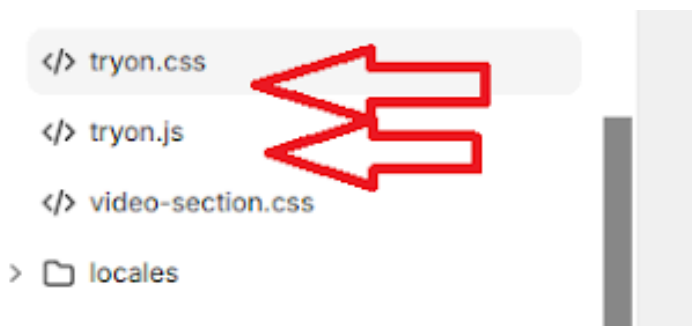 </> tryon.css
</> tryon.js
</> video-section.css
> locales